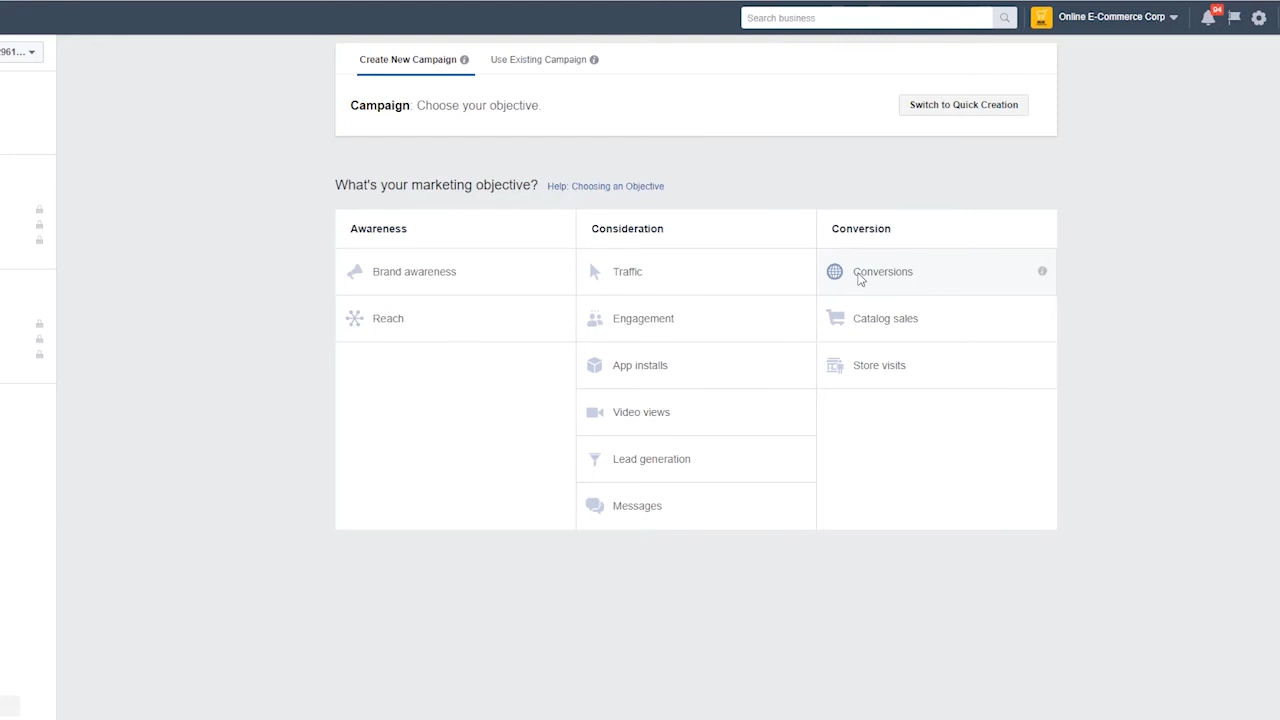 Search business
94
Online E-Commerce Corp
2961...
Create New Campaign
Use Existing Campaign
Campaign: Choose your objective.
Switch to Quick Creation
What's your marketing objective? Help: Choosing an Objective
Awareness
Consideration
Conversion
Brand awareness
Traffic
Conversions
Reach
Engagement
Catalog sales
App installs
Store visits
Video views
Lead generation
Messages